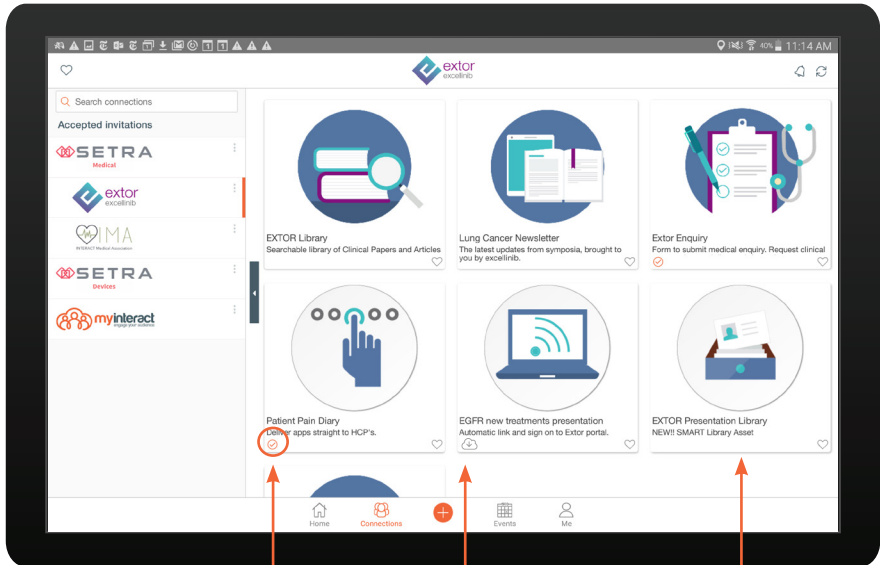 40% 11:14 AM
extor
excellinib
Search connections
Accepted invitations
SETRA
Medical
extor
excellinib
IMA
INTERACT Medical Association
SETRA
Devices
myinteract
engage your audience
EXTOR Library
Searchable library of Clinical Papers and Articles
Lung Cancer Newsletter
The latest updates from symposia, brought to
you by excellinib.
Extor Enquiry
Form to submit medical enquiry. Request clinical
Patient Pain Diary
Deliver apps straight to HCP's.
EGFR new treatments presentation
Automatic link and sign on to Extor portal.
EXTOR Presentation Library
NEW!! SMART Library Asset
Home
Connections
Events
Me